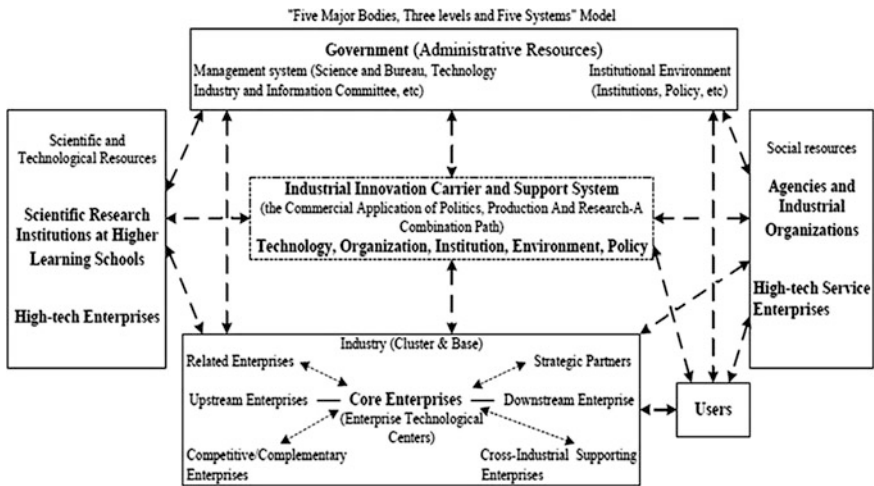 "Five Major Bodies, Three levels and Five Systems" Model
Government (Administrative Resources)
Management system (Science and Bureau, Technology
Industry and Information Committee, etc)
Institutional Environment
(Institutions, Policy, etc)
Scientific and
Technological Resources
Scientific Research
Institutions at Higher
Learning Schools
High-tech Enterprises
Industrial Innovation Carrier and Support System
(the Commercial Application of Politics, Production And Research-A
Combination Path)
Technology, Organization, Institution, Environment, Policy
Social resources
Agencies and
Industrial
Organizations
High-tech Service
Enterprises
Industry (Cluster & Base)
Related Enterprises
Strategic Partners
Upstream Enterprises
Core Enterprises
Downstream Enterprise
(Enterprise Technological
Centers)
Competitive/Complementary
Enterprises
Cross-Industrial Supporting
Enterprises
Users